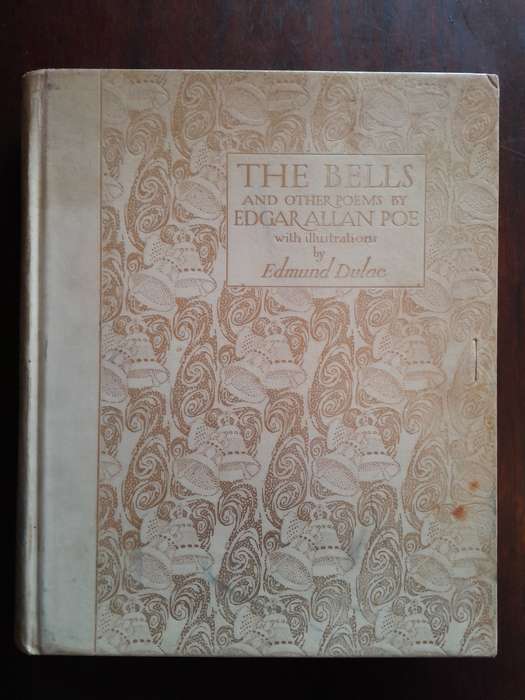 THE BELLS
AND OTHER POEMS BY
EDGAR ALLAN POE
with illustrations
by
Edmund Dulac